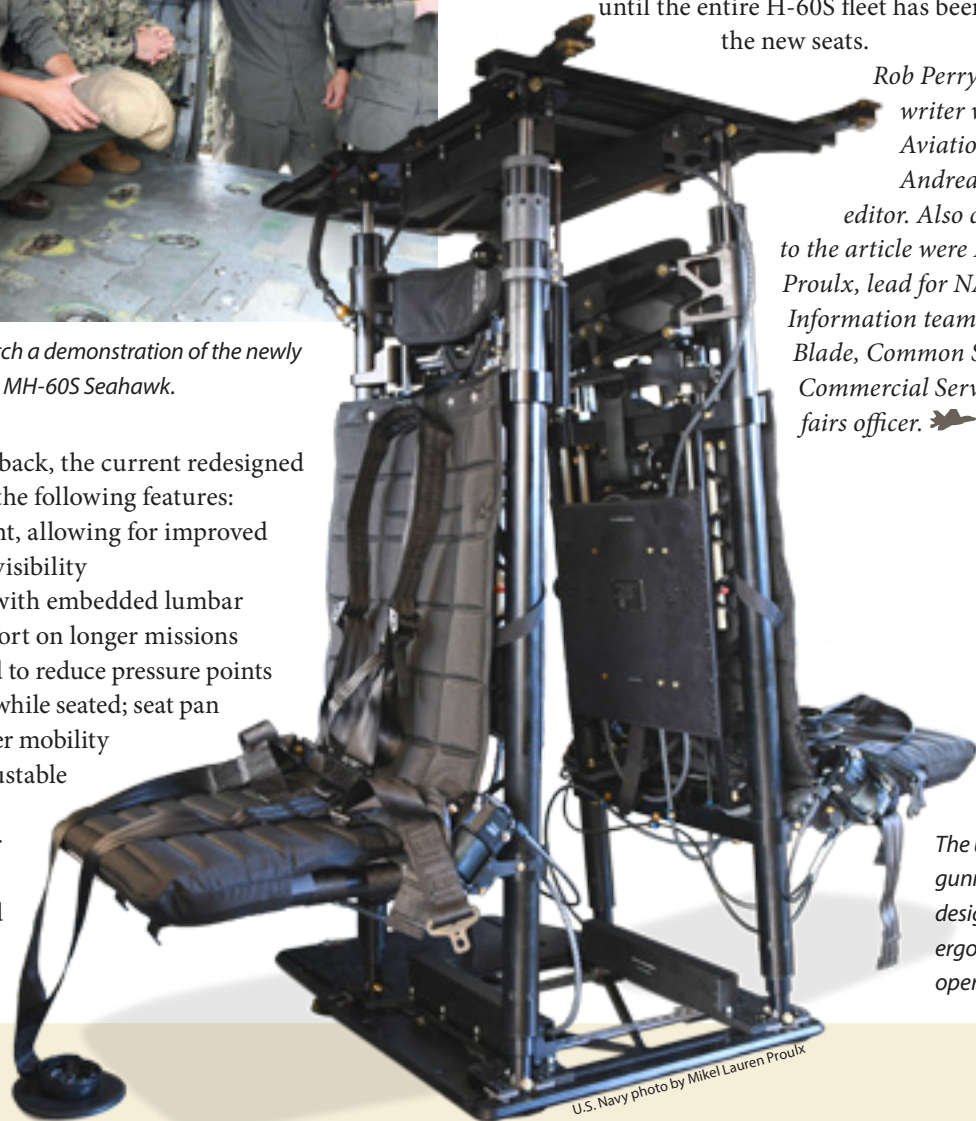 until the entire H-60S fleet has been
the new seats.
Rob Perry
writer
Aviatio
Andrea
editor. Also
to the article were
Proulx, lead for NA
Information team
Blade, Common S
Commercial Serv
fairs officer.
rch a demonstration of the newly
MH-60S Seahawk.
back, the current redesigned
the following features:
nt, allowing for improved
visibility
with embedded lumbar
fort on longer missions
d to reduce pressure points
while seated; seat pan
er mobility
ustable
The
gunn
desig
ergo
oper
U.S. Navy photo by Mikel Lauren Proulx